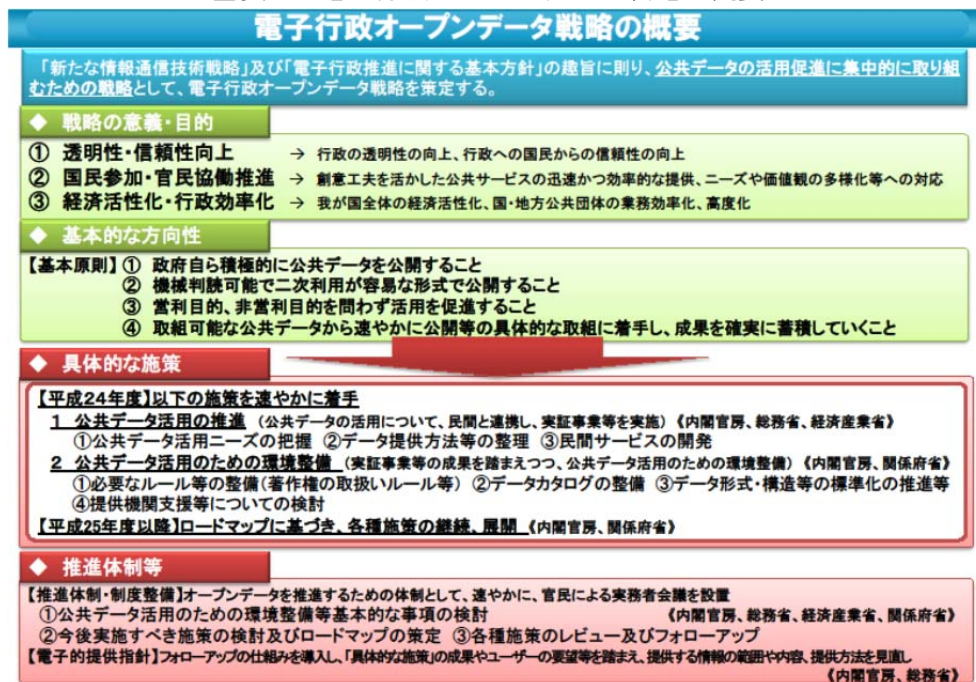 電子行政オープンデータ戦略の概要
「新たな情報通信技術戦略」及び「電子行政推進に関する基本方針」の趣旨に則り、公共データの活用促進に集中的に取り組
むための戦略として、電子行政オープンデータ戦略を策定する。
◆ 戦略の意義・目的
① 透明性・信頼性向上 → 行政の透明性の向上、行政への国民からの信頼性の向上
② 国民参加・官民協働推進 → 創意工夫を活かした公共サービスの迅速かつ効率的な提供、ニーズや価値観の多様化等への対応
③ 経済活性化・行政効率化 → 我が国全体の経済活性化、国・地方公共団体の業務効率化、高度化
◆ 基本的な方向性
【基本原則】① 政府自ら積極的に公共データを公開すること
② 機械判読可能で二次利用が容易な形式で公開すること
③ 営利目的、非営利目的を問わず活用を促進すること
④ 取組可能な公共データから速やかに公開等の具体的な取組に着手し、成果を確実に蓄積していくこと
◆ 具体的な施策
【平成24年度】以下の施策を速やかに着手
1 公共データ活用の推進 (公共データの活用について、民間と連携し、実証事業等を実施)《内閣官房、総務省、経済産業省》
①公共データ活用ニーズの把握 ②データ提供方法等の整理 ③民間サービスの開発
2 公共データ活用のための環境整備 (実証事業等の成果を踏まえつつ、公共データ活用のための環境整備)《内閣官房、関係府省》
①必要なルール等の整備(著作権の取扱いルール等) ②データカタログの整備 ③データ形式・構造等の標準化の推進等
④提供機関支援等についての検討
【平成25年度以降】ロードマップに基づき、各種施策の継続、展開 《内閣官房、関係府省》
◆ 推進体制等
【推進体制・制度整備】オープンデータを推進するための体制として、速やかに、官民による実務者会議を設置
①公共データ活用のための環境整備等基本的な事項の検討 《内閣官房、総務省、経済産業省、関係府省》
②今後実施すべき施策の検討及びロードマップの策定 ③各種施策のレビュー及びフォローアップ
【電子的提供指針】フォローアップの仕組みを導入し、「具体的な施策」の成果やユーザーの要望等を踏まえ、提供する情報の範囲や内容、提供方法を見直し
《内閣官房、総務省》